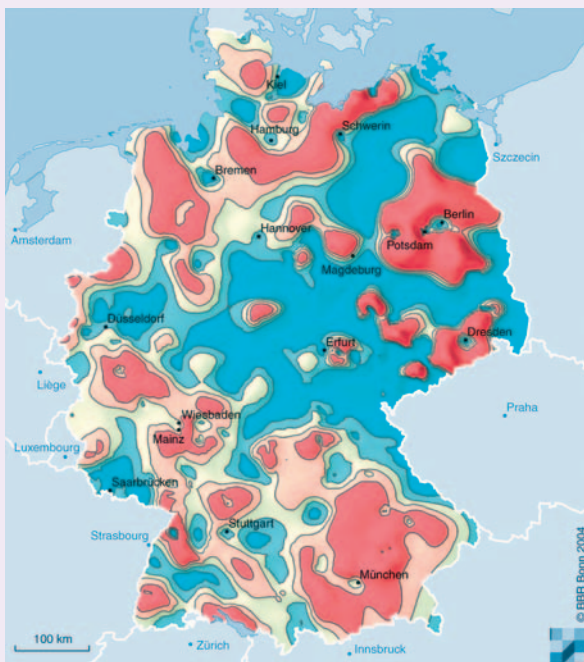 Kiel
Hamburg
Schwerin
Szczecin
Bremen
Berlin
Amsterdam
Hannover
Potsdam
Magdeburg
Düsseldorf
Dresden
Erfurt
Liège
Wiesbaden
Praha
Mainz
Luxembourg
Saarbrücken
Stuttgart
Strasbourg
München
© BBR Bonn 2004
100 km
Zürich
Innsbruck